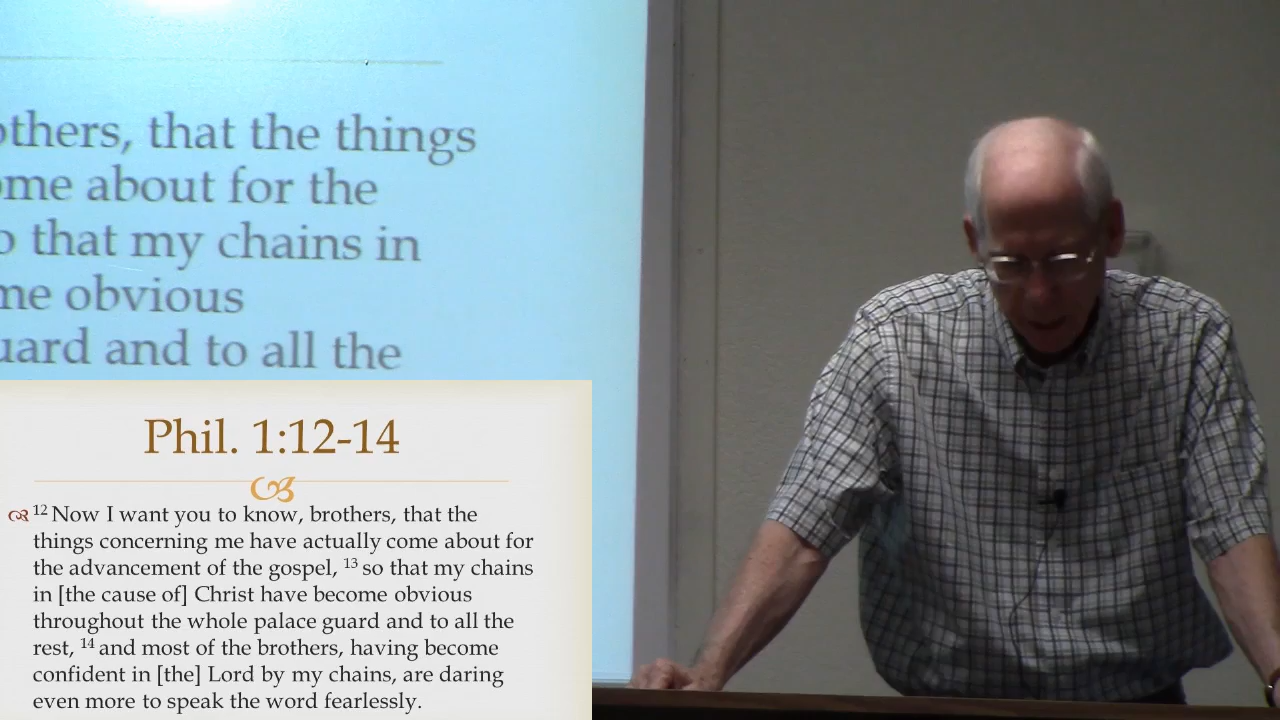 others, that the things
ome about for the
o that my chains in
me obvious
uard and to all the
Phil. 1:12-14
12 Now I want you to know, brothers, that the
things concerning me have actually come about for
the advancement of the gospel, 13 so that my chains
in [the cause of] Christ have become obvious
throughout the whole palace guard and to all the
rest, 14 and most of the brothers, having become
confident in [the] Lord by my chains, are daring
even more to speak the word fearlessly.